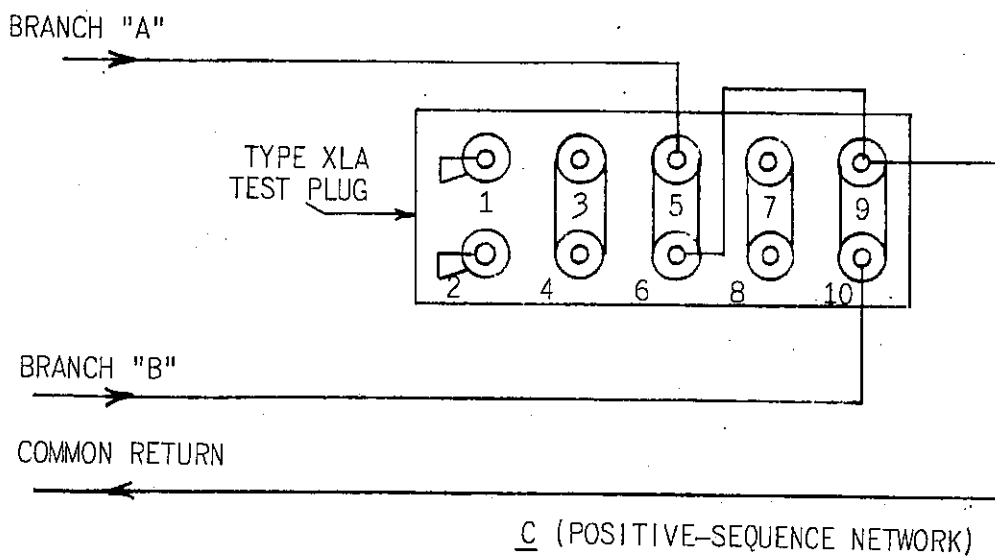 BRANCH "A"
TYPE XLA
TEST PLUG
1 3 5 7 9
2 4 6 8 10
BRANCH "B"
COMMON RETURN
C (POSITIVE-SEQUENCE NETWORK)